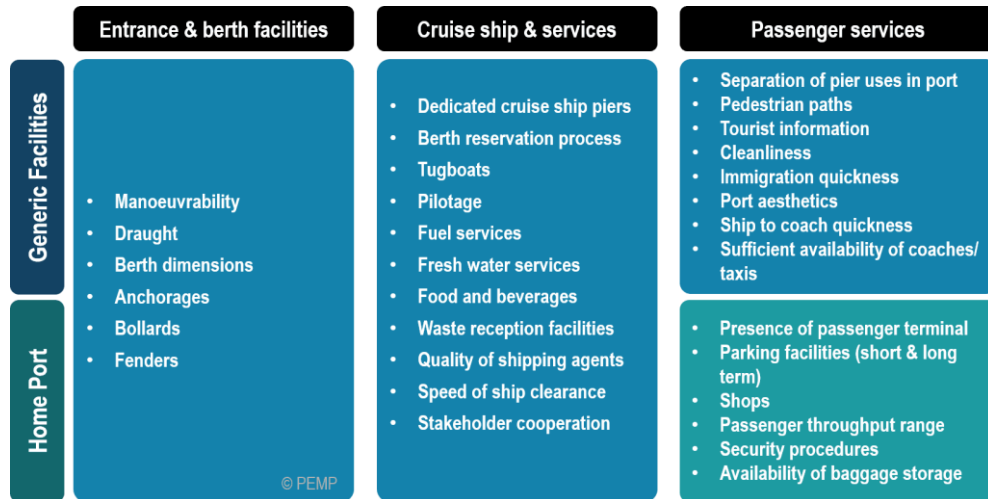 Entrance & berth facilities
Cruise ship & services
Passenger services
Generic Facilities
Home Port
• Manoeuvrability
• Draught
• Berth dimensions
• Anchorages
• Bollards
• Fenders
© PEMP
• Dedicated cruise ship piers
• Berth reservation process
• Tugboats
• Pilotage
• Fuel services
• Fresh water services
• Food and beverages
• Waste reception facilities
• Quality of shipping agents
• Speed of ship clearance
• Stakeholder cooperation
• Separation of pier uses in port
• Pedestrian paths
• Tourist information
• Cleanliness
• Immigration quickness
• Port aesthetics
• Ship to coach quickness
• Sufficient availability of coaches/
taxis
• Presence of passenger terminal
• Parking facilities (short & long
term)
• Shops
• Passenger throughput range
• Security procedures
• Availability of baggage storage